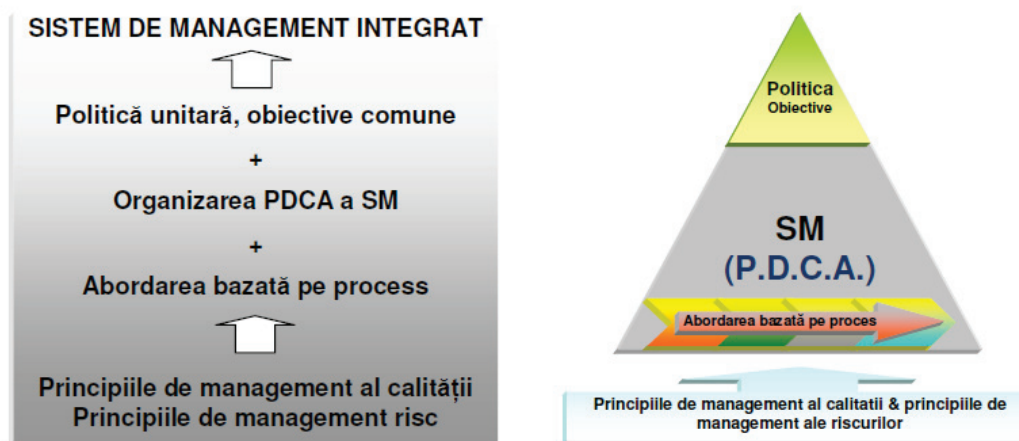 SISTEM DE MANAGEMENT INTEGRAT
Politică unitară, obiective comune
+
Organizarea PDCA a SM
+
Abordarea bazată pe process
Principiile de management al calității
Principiile de management risc
Politica
Obiective
SM
(P.D.C.A.)
Abordarea bazată pe proces
Principiile de management al calitatii & principiile de
management ale riscurilor